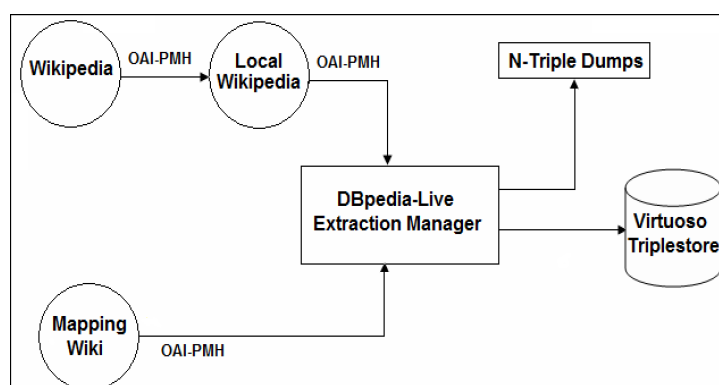 Wikipedia
OAI-PMH
Local
Wikipedia
OAI-PMH
N-Triple Dumps
DBpedia-Live
Extraction Manager
Virtuoso
Triplestore
Mapping
Wiki
OAI-PMH